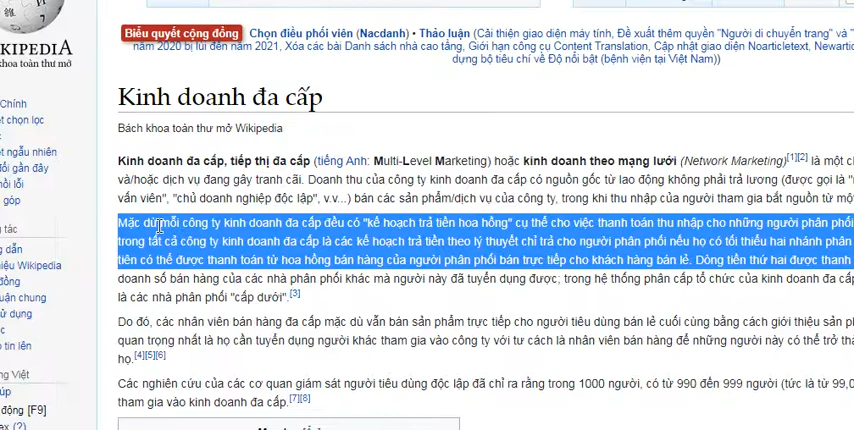 Biểu quyết cộng đồng Chọn điều phối viên (Nacdanh) • Thảo luận (Cải thiện giao diện máy tính, Đề xuất thêm quyền "Người di chuyển trang" và "
năm 2020 bị lùi đến năm 2021, Xóa các bài Danh sách nhà cao tầng, Giới hạn công cụ Content Translation, Cập nhật giao diện Noarticletext, Newartic
dựng bộ tiêu chí về Độ nổi bật (bệnh viện tại Việt Nam))
KIPEDIA
khoa toàn thư mở
Chính
t chọn lọc
t ngẫu nhiên
đổi gần đây
ỗi lỗi
góp
tác
g dẫn
iệu Wikipedia
đồng
uận chung
ử dụng
c
p tin lên
ng Việt
úp
động [F9]
ex (?)
Kinh doanh đa cấp
Bách khoa toàn thư mở Wikipedia
Kinh doanh đa cấp, tiếp thị đa cấp (tiếng Anh: Multi-Level Marketing) hoặc kinh doanh theo mạng lưới (Network Marketing)[1][2] là một c
và/hoặc dịch vụ đang gây tranh cãi. Doanh thu của công ty kinh doanh đa cấp có nguồn gốc từ lao động không phải trả lương (được gọi là "
vấn viên", "chủ doanh nghiệp độc lập", v.v...) bán các sản phẩm/dịch vụ của công ty, trong khi thu nhập của người tham gia bắt nguồn từ mộ
Mặc dù mỗi công ty kinh doanh đa cấp đều có "kế hoạch trả tiền hoa hồng" cụ thể cho việc thanh toán thu nhập cho những người phân phối
trong tất cả công ty kinh doanh đa cấp là các kế hoạch trả tiền theo lý thuyết chỉ trả cho người phân phối nếu họ có tối thiểu hai nhánh phân
tiên có thể được thanh toán từ hoa hồng bán hàng của người phân phối bán trực tiếp cho khách hàng bán lẻ. Dòng tiền thứ hai được thanh
doanh số bán hàng của các nhà phân phối khác mà người này đã tuyển dụng được; trong hệ thống phân cấp tổ chức của kinh doanh đa cấ
là các nhà phân phối "cấp dưới".[3]
Do đó, các nhân viên bán hàng đa cấp mặc dù vẫn bán sản phẩm trực tiếp cho người tiêu dùng bán lẻ cuối cùng bằng cách giới thiệu sản ph
quan trọng nhất là họ cần tuyển dụng người khác tham gia vào công ty với tư cách là nhân viên bán hàng để những người này có thể trở thà
họ.[4][5][6]
Các nghiên cứu của các cơ quan giám sát người tiêu dùng độc lập đã chỉ ra rằng trong 1000 người, có từ 990 đến 999 người (tức là từ 99,0
tham gia vào kinh doanh đa cấp.[7][8]